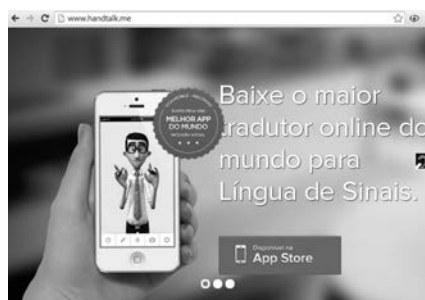 www.handtalk.me
MELHOR APP
DO MUNDO
Baixe o maior
tradutor online do
mundo para
Língua de Sinais.
Disponível na
App Store